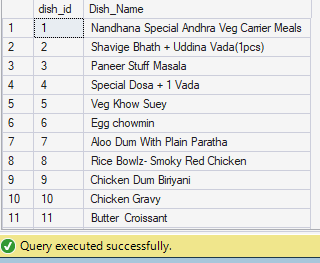 dish_id Dish_Name
1 1 Nandhana Special Andhra Veg Carrier Meals
2 2 Shavige Bhath + Uddina Vada(1pcs)
3 3 Paneer Stuff Masala
4 4 Special Dosa + 1 Vada
5 5 Veg Khow Suey
6 6 Egg chowmin
7 7 Aloo Dum With Plain Paratha
8 8 Rice Bowlz- Smoky Red Chicken
9 9 Chicken Dum Biriyani
10 10 Chicken Gravy
11 11 Butter Croissant
Query executed successfully.